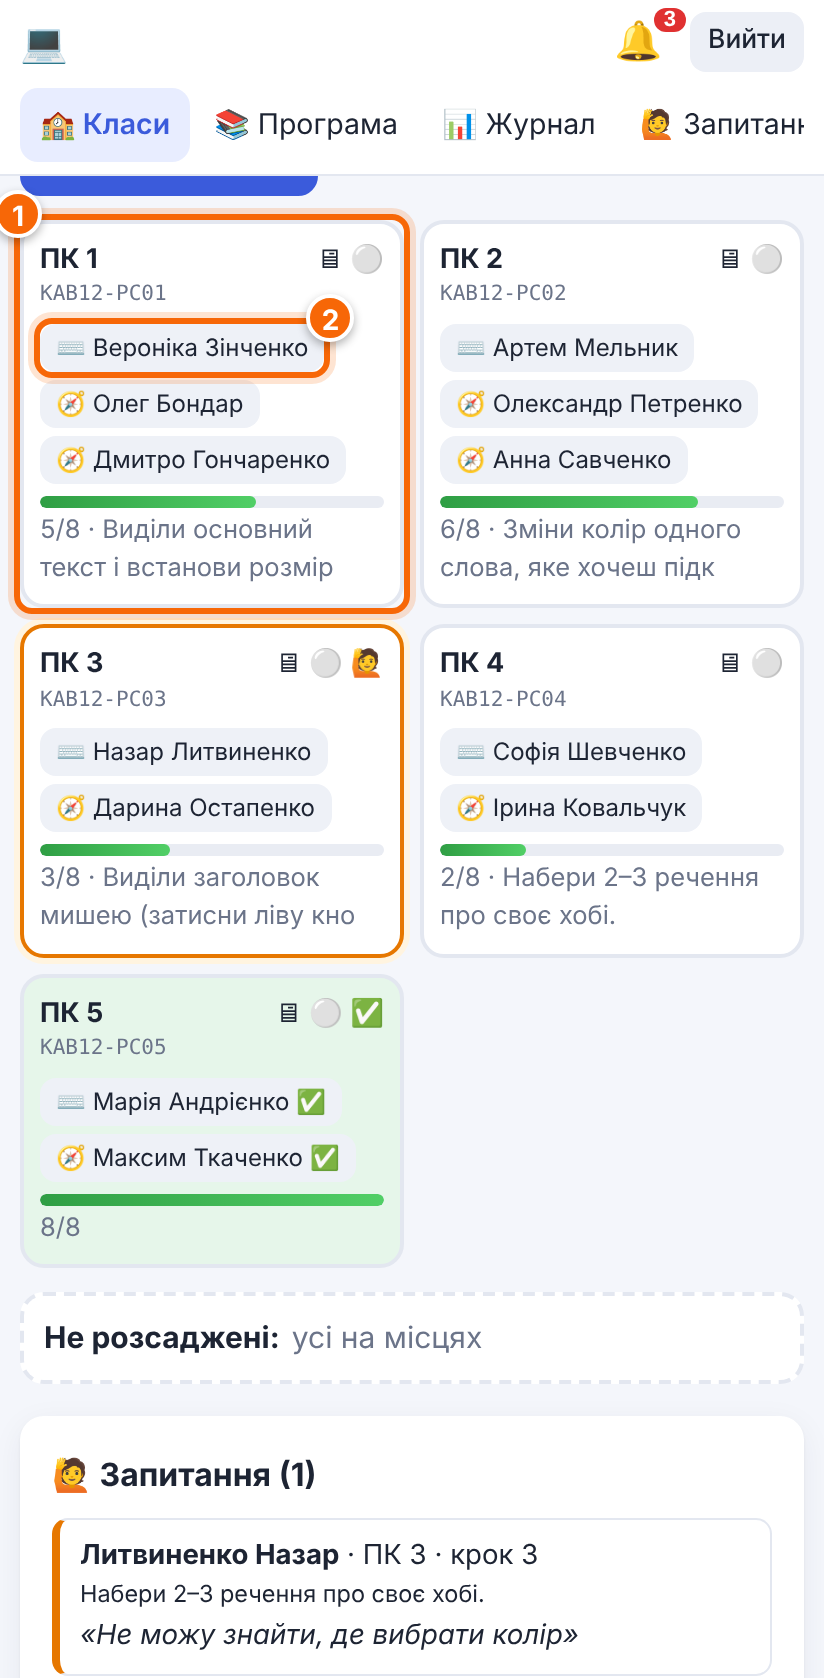 3
Вийти
Класи
Програма
Журнал
Запитанн
1
ПК 1
KAB12-PC01
2
Вероніка Зінченко
Олег Бондар
Дмитро Гончаренко
5/8 · Виділи основний
текст і встанови розмір
ПК 2
KAB12-PC02
Артем Мельник
Олександр Петренко
Анна Савченко
6/8 · Зміни колір одного
слова, яке хочеш підк
ПК 3
KAB12-PC03
Назар Литвиненко
Дарина Остапенко
3/8 · Виділи заголовок
мишею (затисни ліву кно
ПК 4
KAB12-PC04
Софія Шевченко
Ірина Ковальчук
2/8 · Набери 2–3 речення
про своє хобі.
ПК 5
KAB12-PC05
Марія Андрієнко
Максим Ткаченко
8/8
Не розсаджені: усі на місцях
Запитання (1)
Литвиненко Назар · ПК 3 · крок 3
Набери 2–3 речення про своє хобі.
«Не можу знайти, де вибрати колір»